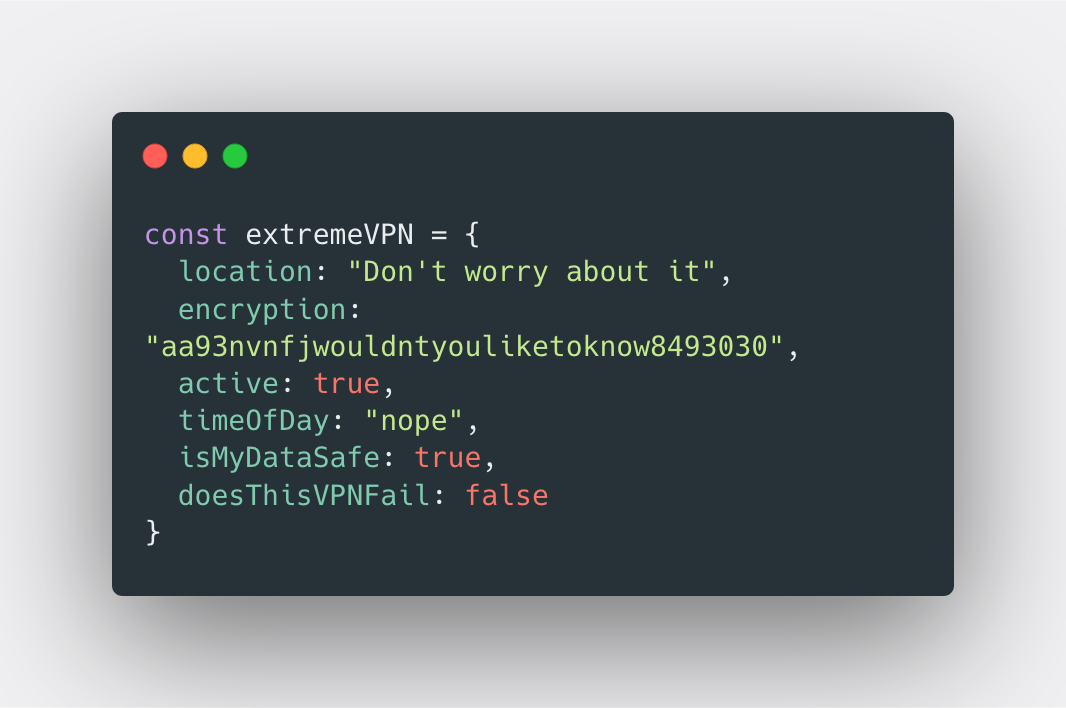 const extremeVPN = {
  location: "Don't worry about it",
  encryption:
"aa93nvnfjwouldntyouliketoknow8493030",
  active: true,
  timeOfDay: "nope",
  isMyDataSafe: true,
  doesThisVPNFail: false
}